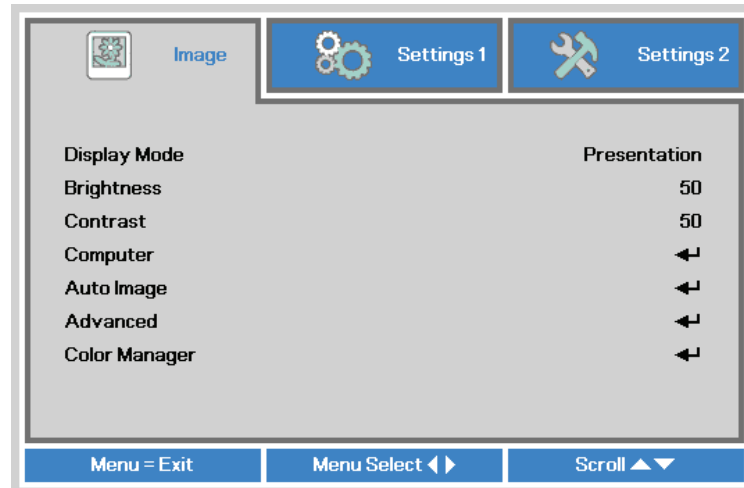 Image Settings 1 Settings 2
Display Mode Presentation
Brightness 50
Contrast 50
Computer
Auto Image
Advanced
Color Manager
Menu = Exit Menu Select Scroll